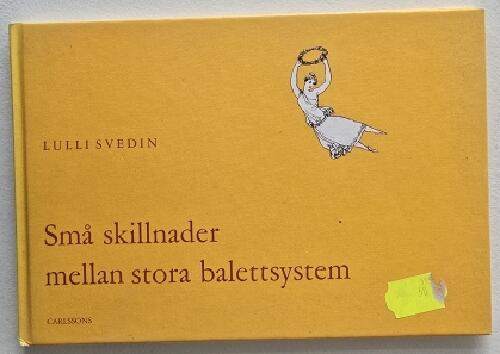 LULLI SVEDIN
Små skillnader
mellan stora balettsystem
CARLSSONS